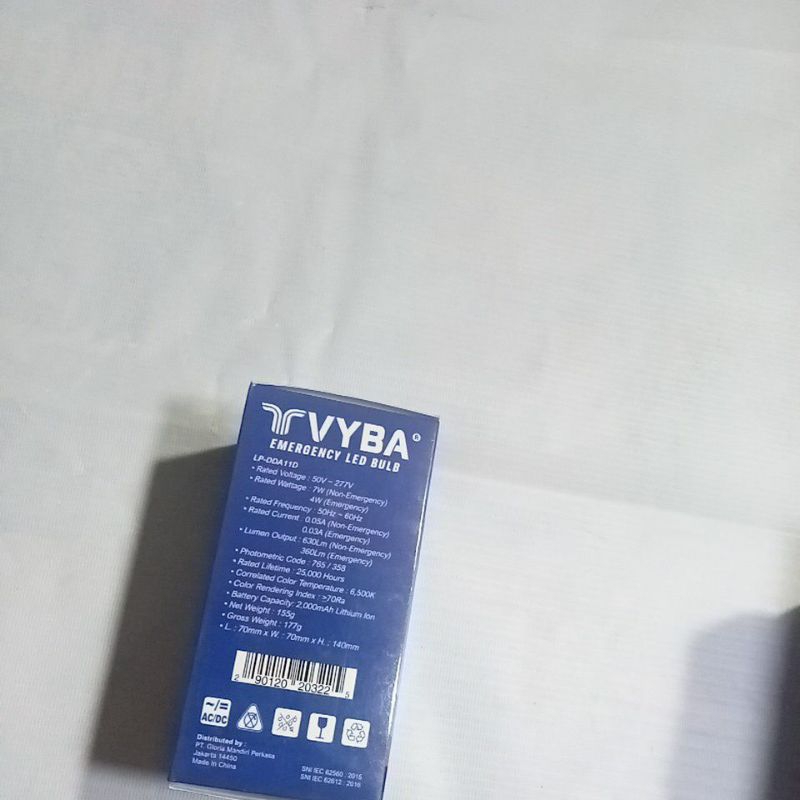 VYBA®
EMERGENCY LED BULB
LP-DDA11D
• Rated Voltage : 50V ~ 277V
• Rated Wattage : 7W (Non-Emergency)
4W (Emergency)
• Rated Frequency : 50Hz ~ 60Hz
• Rated Current : 0.05A (Non-Emergency)
0.03A (Emergency)
• Lumen Output : 630Lm (Non-Emergency)
360Lm (Emergency)
• Photometric Code : 765 / 358
• Rated Lifetime : 25,000 Hours
• Correlated Color Temperature : 6,500K
• Color Rendering Index : ≥70Ra
• Battery Capacity: 2,000mAh Lithium Ion
• Net Weight : 155g
• Gross Weight : 177g
• L. : 70mm x W. : 70mm x H. : 140mm
2 90120 20322 5
~/=
AC/DC
Distributed by :
PT. Gloria Mandiri Perkasa
Jakarta 14450
Made In China
SNI IEC 62560 : 2015
SNI IEC 62612 : 2016